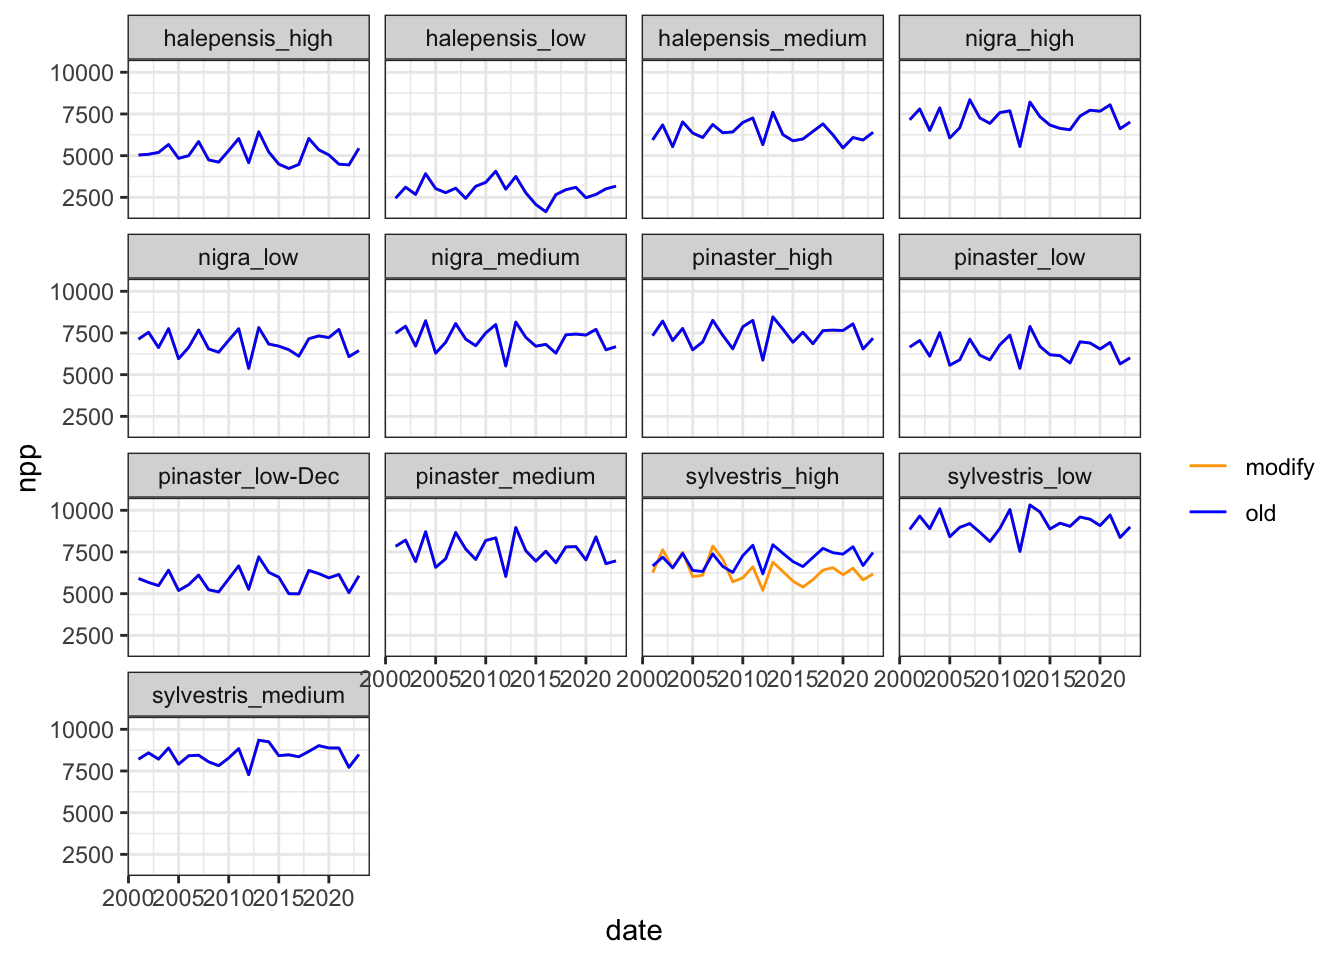 halepensis_high halepensis_low halepensis_medium nigra_high
10000
7500
5000
2500
nigra_low nigra_medium pinaster_high pinaster_low
10000
7500
5000
2500
npp
modify
old
pinaster_low-Dec pinaster_medium sylvestris_high sylvestris_low
10000
7500
5000
2500
2000 2005 2010 2015 2020 2000 2005 2010 2015 2020 2000 2005 2010 2015 2020
sylvestris_medium
10000
7500
5000
2500
2000 2005 2010 2015 2020
date